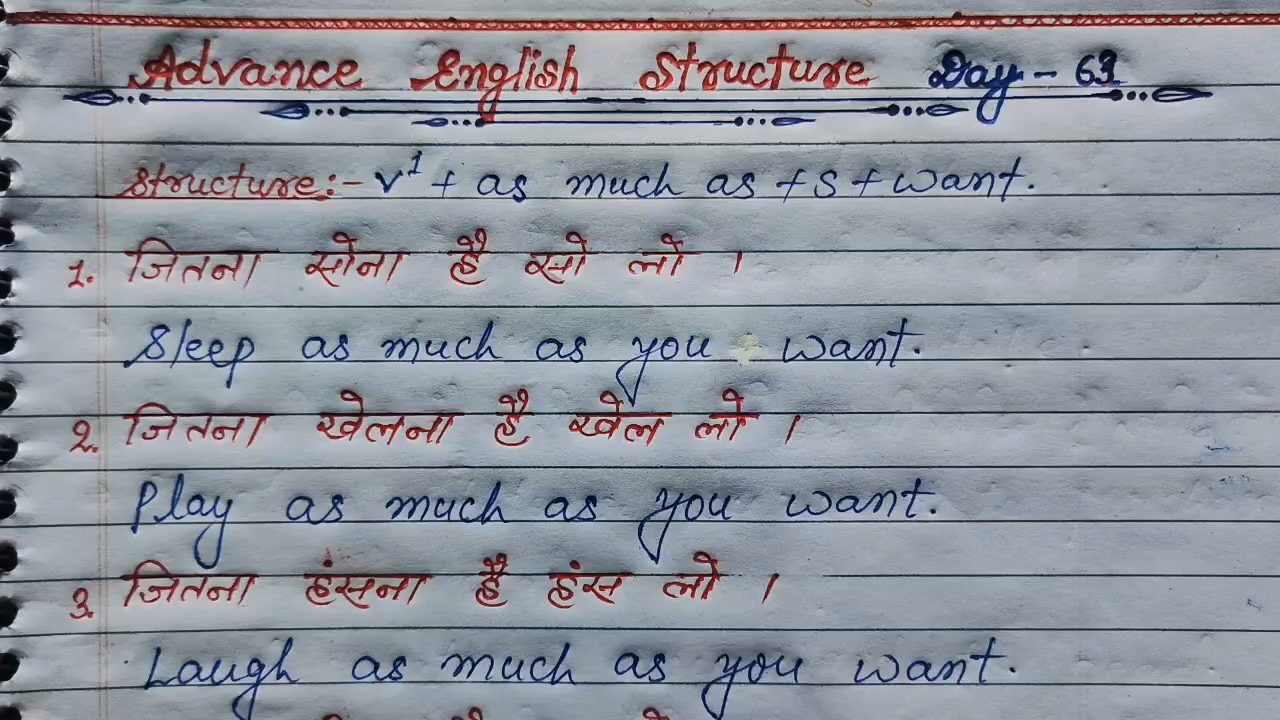 Advance English Structure Day - 63
Structure:- V¹ + as much as + S + want.
1. जितना सोना है सो लो ।
Sleep as much as you want.
2. जितना खेलना है खेल लो ।
Play as much as you want.
3. जितना हंसना है हंस लो ।
Laugh as much as you want.